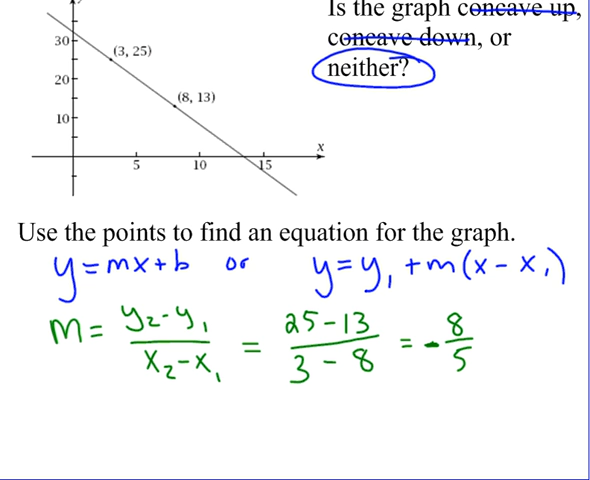 Is the graph concave up,
concave down, or
neither?
y
30
20
10
(3, 25)
(8, 13)
x
5 10 15
Use the points to find an equation for the graph.
y = mx + b or y = y₁ + m(x - x₁)
m = y₂ - y₁ / x₂ - x₁ = 25 - 13 / 3 - 8 = - 8/5